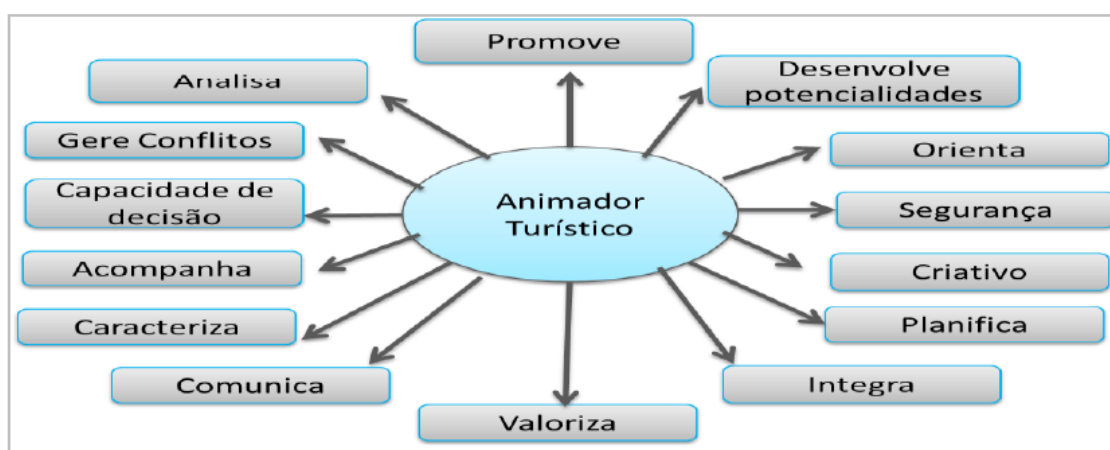 Promove
Analisa
Desenvolve
potencialidades
Gere Conflitos
Orienta
Capacidade de
decisão
Animador
Turístico
Segurança
Acompanha
Criativo
Caracteriza
Planifica
Comunica
Integra
Valoriza